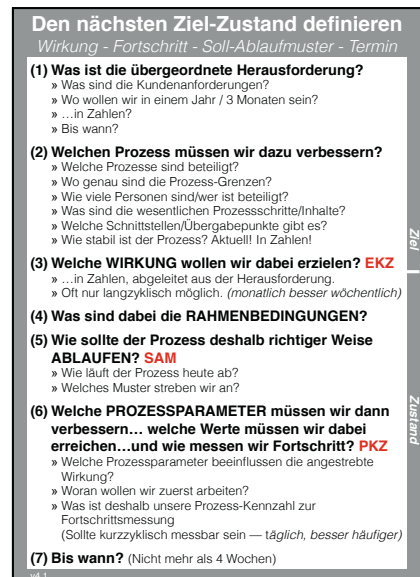 Den nächsten Ziel-Zustand definieren
Wirkung - Fortschritt - Soll-Ablaufmuster - Termin
(1) Was ist die übergeordnete Herausforderung?
» Was sind die Kundenanforderungen?
» Wo wollen wir in einem Jahr / 3 Monaten sein?
» …in Zahlen?
» Bis wann?
(2) Welchen Prozess müssen wir dazu verbessern?
» Welche Prozesse sind beteiligt?
» Wo genau sind die Prozess-Grenzen?
» Wie viele Personen sind/wer ist beteiligt?
» Was sind die wesentlichen Prozessschritte/Inhalte?
» Welche Schnittstellen/Übergabepunkte gibt es?
» Wie stabil ist der Prozess? Aktuell! In Zahlen!
Ziel
(3) Welche WIRKUNG wollen wir dabei erzielen? EKZ
» …in Zahlen, abgeleitet aus der Herausforderung.
» Oft nur langzyklisch möglich. (monatlich besser wöchentlich)
(4) Was sind dabei die RAHMENBEDINGUNGEN?
(5) Wie sollte der Prozess deshalb richtiger Weise
ABLAUFEN? SAM
» Wie läuft der Prozess heute ab?
» Welches Muster streben wir an?
Zustand
(6) Welche PROZESSPARAMETER müssen wir dann
verbessern… welche Werte müssen wir dabei
erreichen…und wie messen wir Fortschritt? PKZ
» Welche Prozessparameter beeinflussen die angestrebte
Wirkung?
» Woran wollen wir zuerst arbeiten?
» Was ist deshalb unsere Prozess-Kennzahl zur
Fortschrittsmessung
(Sollte kurzzyklisch messbar sein — täglich, besser häufiger)
(7) Bis wann? (Nicht mehr als 4 Wochen)
v4.1